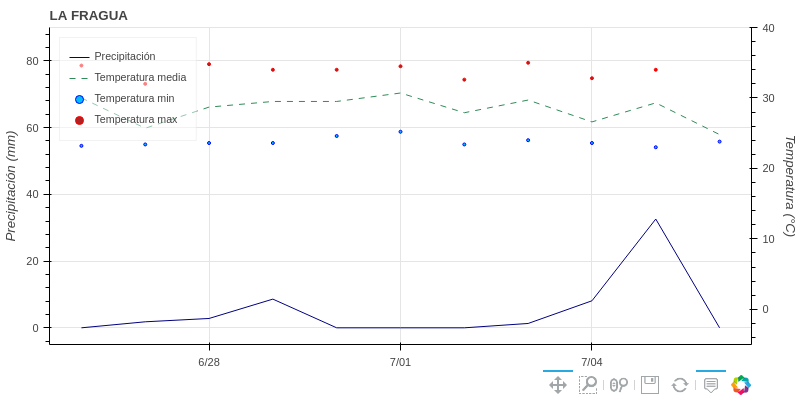 LA FRAGUA
Precipitación
Temperatura media
Temperatura min
Temperatura max
Precipitación (mm)
80
60
40
20
0
Temperatura (°C)
40
30
20
10
0
6/28
7/01
7/04